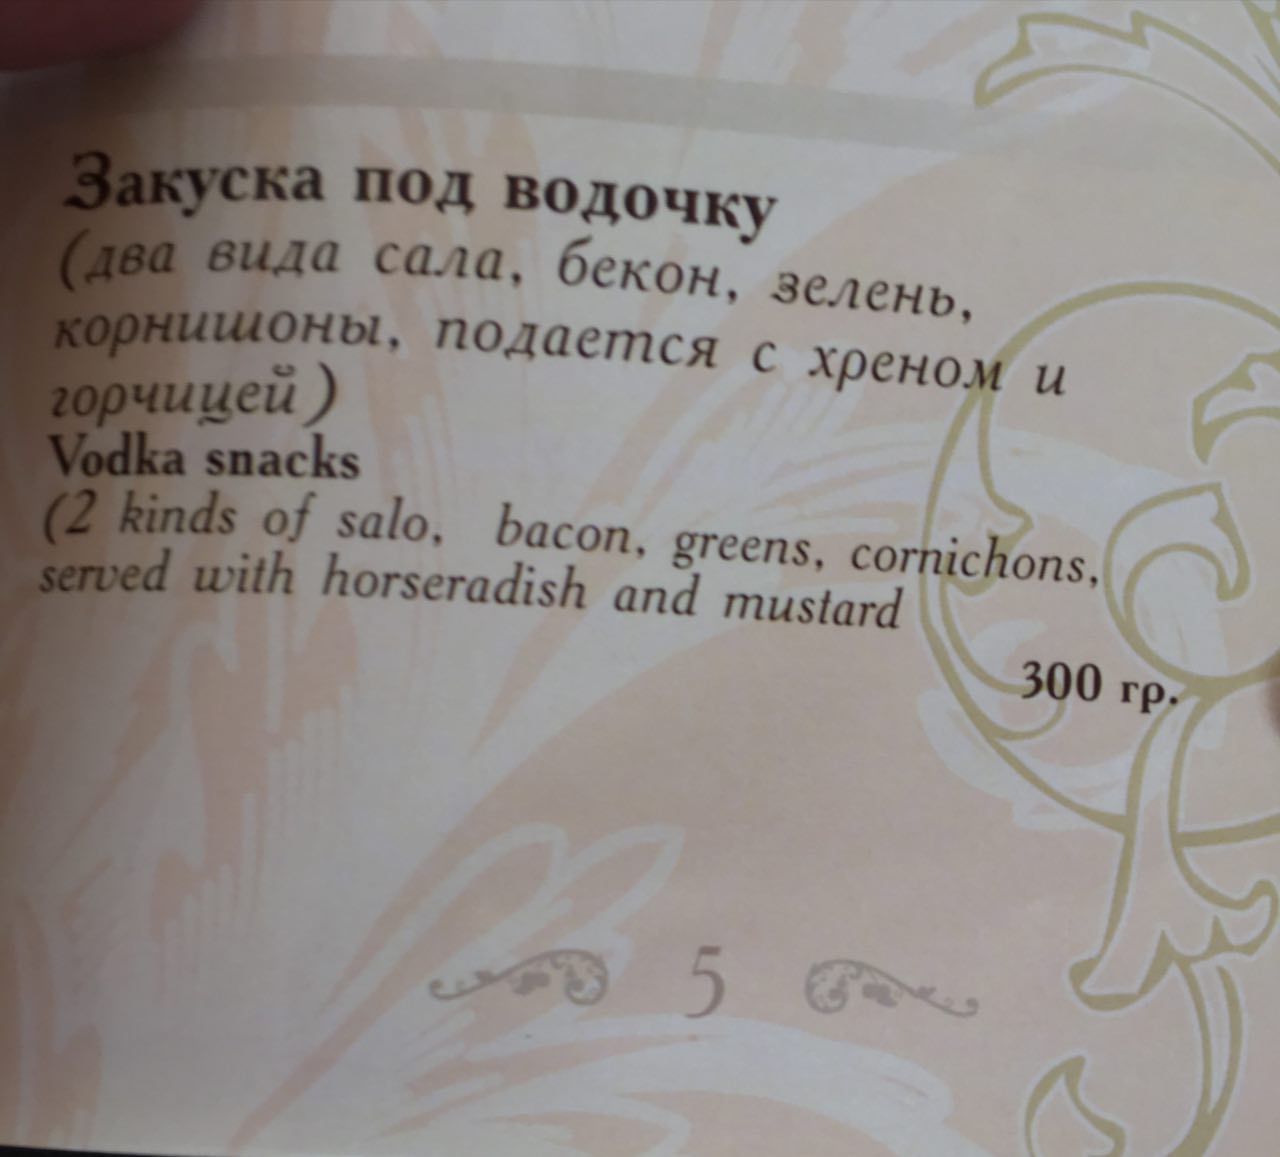 Закуска под водочку
(два вида сала, бекон, зелень,
корнишоны, подается с хреном и
горчицей)
Vodka snacks
(2 kinds of salo, bacon, greens, cornichons,
served with horseradish and mustard
300 гр.
5